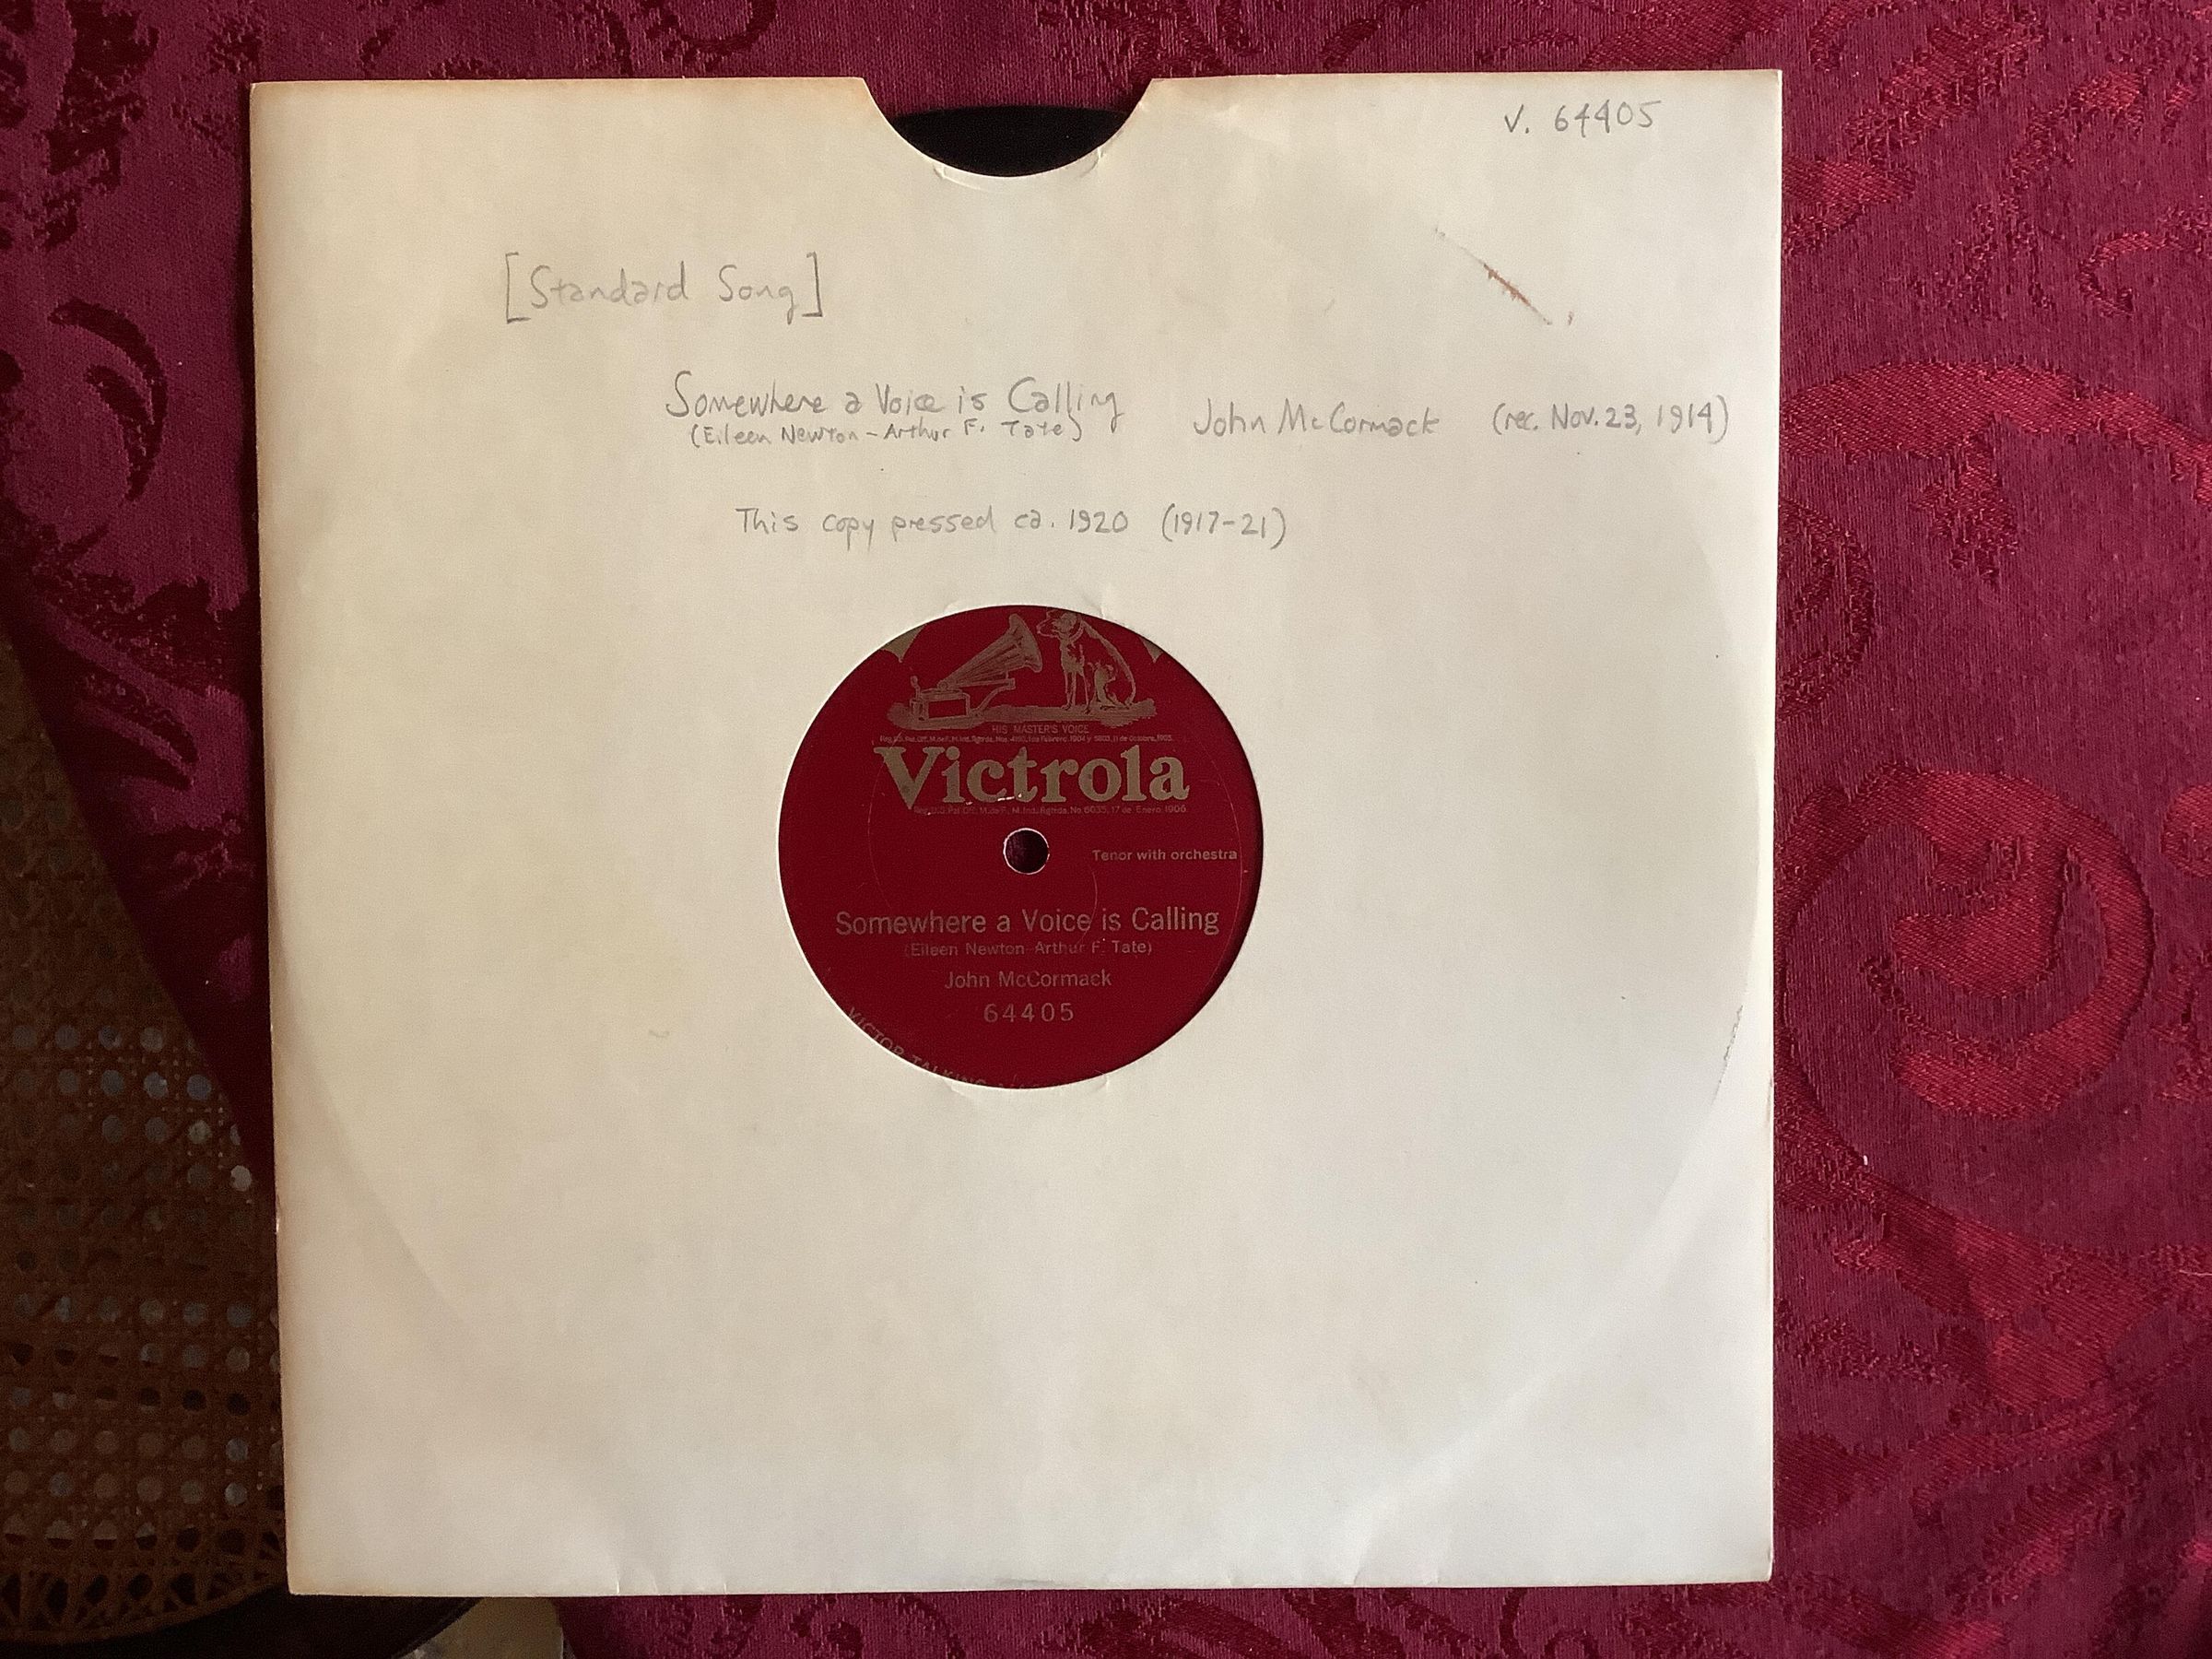 V. 64405
[Standard Song]
Somewhere a Voice is Calling John McCormack (rec. Nov. 23, 1914)
(Eileen Newton - Arthur F. Tate)
This copy pressed ca. 1920 (1917-21)
HIS MASTER'S VOICE
Victrola
Tenor with orchestra
Somewhere a Voice is Calling
(Eileen Newton-Arthur F. Tate)
John McCormack
64405
VICTOR TALKING